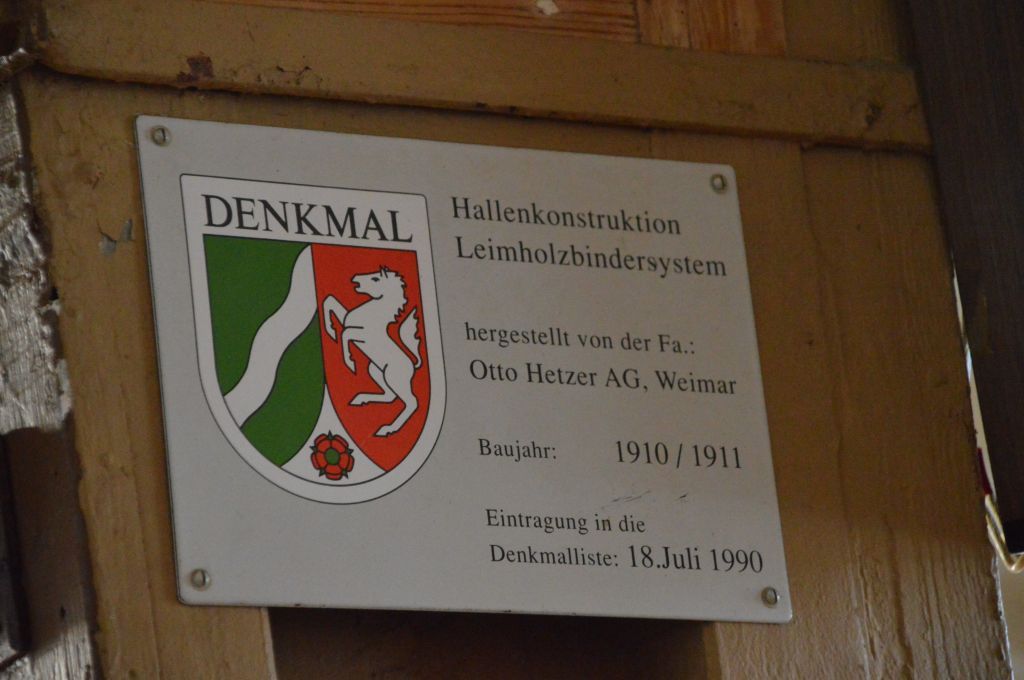 DENKMAL
Hallenkonstruktion
Leimholzbindersystem
hergestellt von der Fa.:
Otto Hetzer AG, Weimar
Baujahr: 1910 / 1911
Eintragung in die
Denkmalliste: 18.Juli 1990